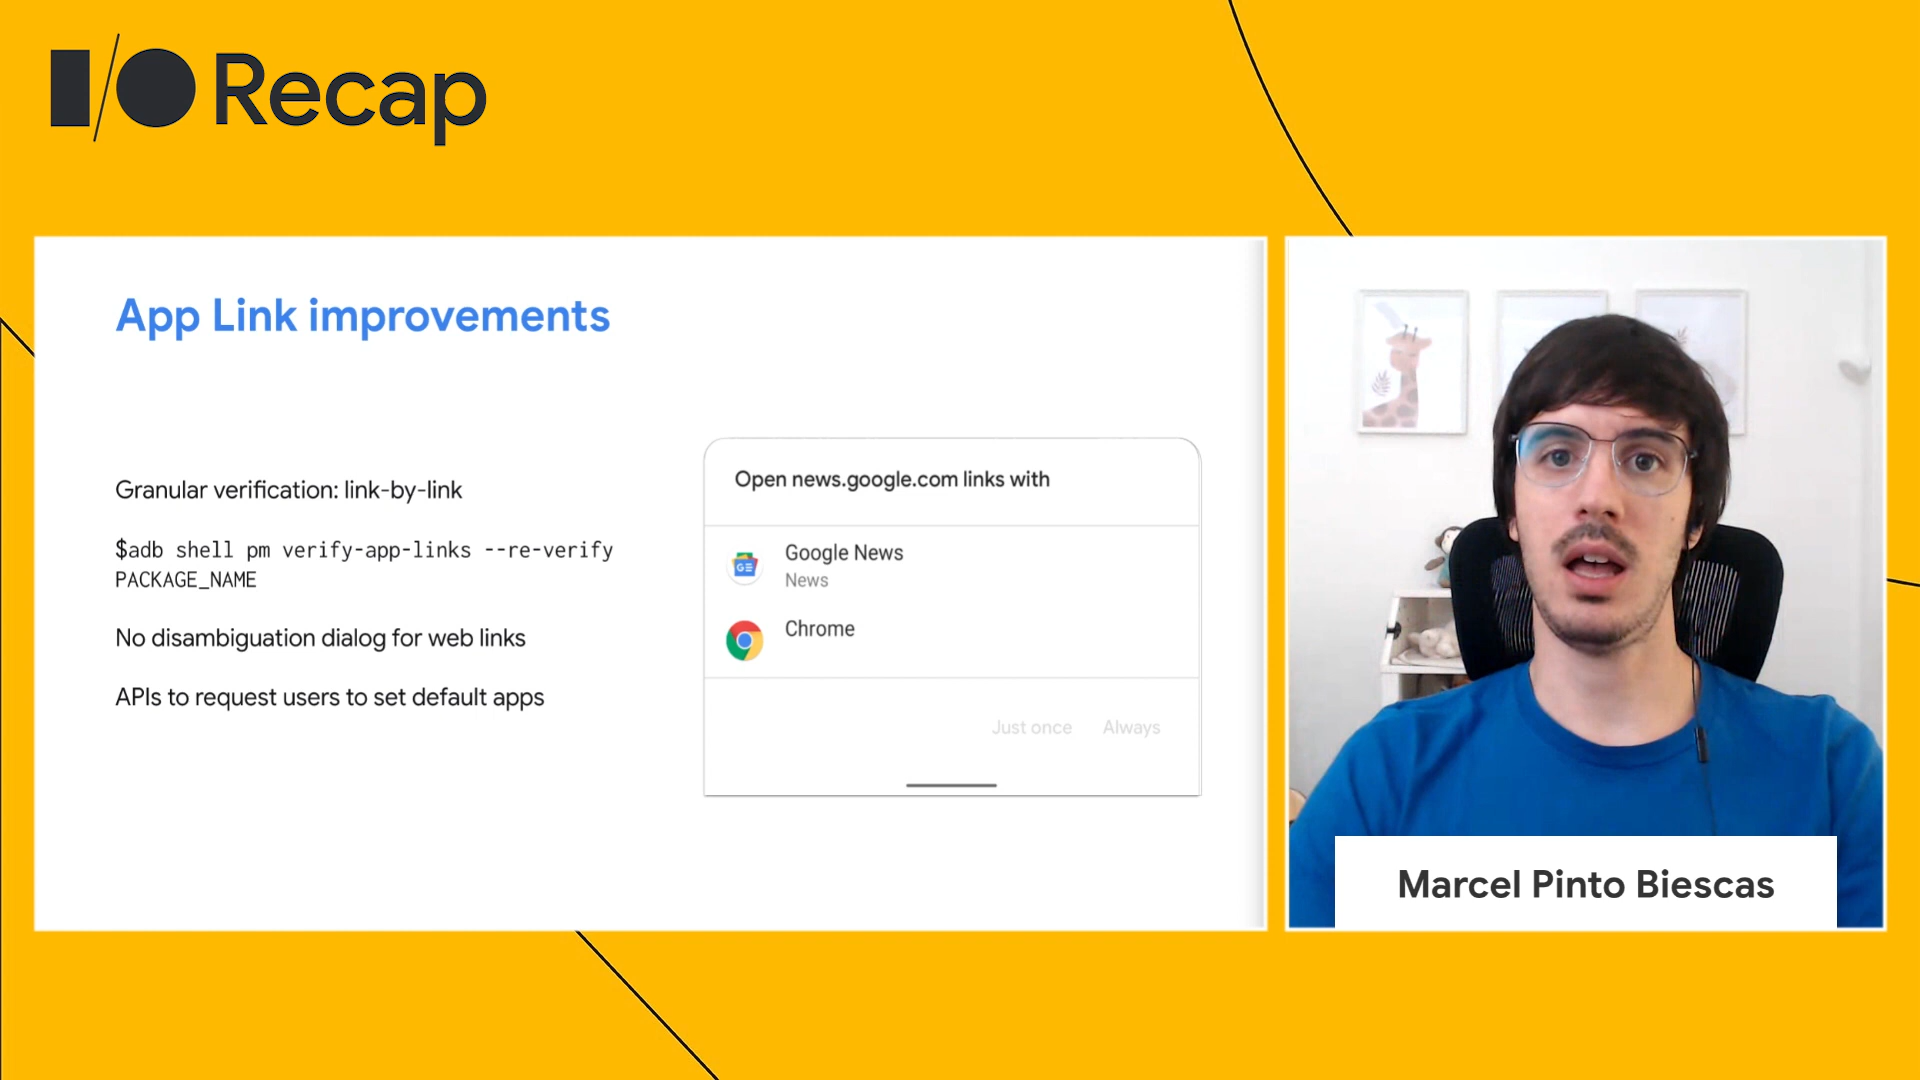 I/O Recap
App Link improvements
Granular verification: link-by-link
$adb shell pm verify-app-links --re-verify
PACKAGE_NAME
No disambiguation dialog for web links
APIs to request users to set default apps
Open news.google.com links with
GE
Google News
News
Chrome
Just once Always
Marcel Pinto Biescas